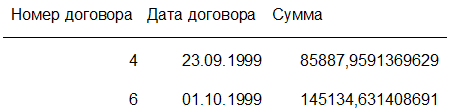 Номер договора Дата договора Сумма
4 23.09.1999 85887,9591369629
6 01.10.1999 145134,631408691